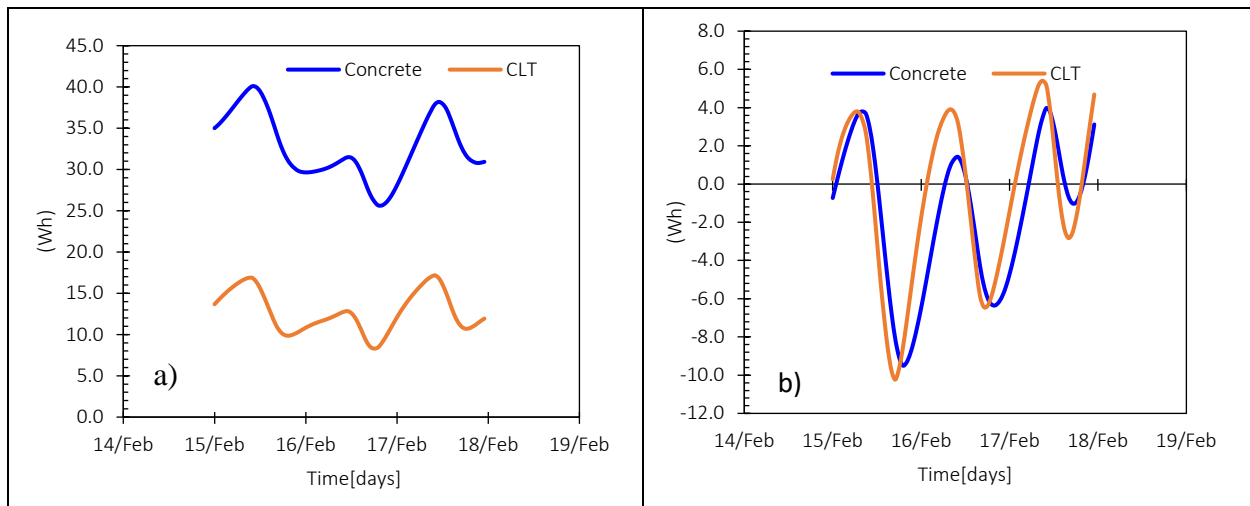 45.0
40.0
35.0
30.0
25.0
20.0
15.0
10.0
5.0
0.0
(Wh)
Concrete CLT
a)
14/Feb 15/Feb 16/Feb 17/Feb 18/Feb 19/Feb
Time[days]
8.0
6.0
4.0
2.0
0.0
-2.0
-4.0
-6.0
-8.0
-10.0
-12.0
(Wh)
Concrete CLT
b)
14/Feb 15/Feb 16/Feb 17/Feb 18/Feb 19/Feb
Time[days]